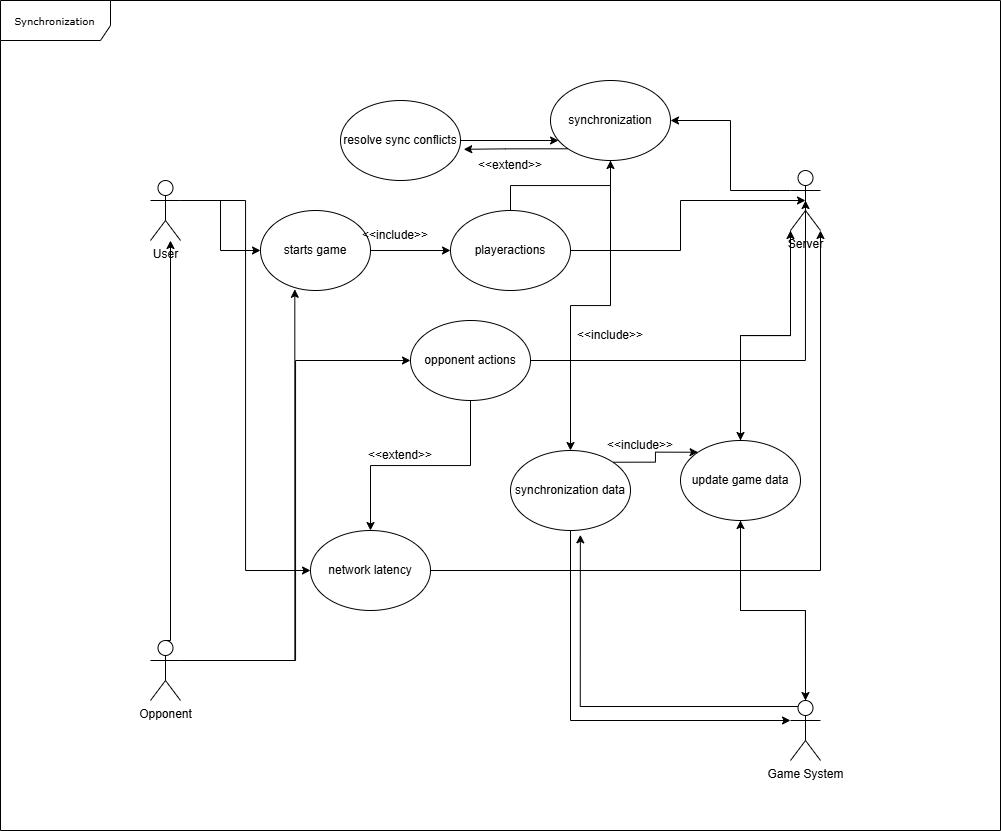 Synchronization
synchronization
resolve sync conflicts
<<extend>>
User
<<include>>
starts game
playeractions
Server
<<include>>
opponent actions
<<include>>
<<extend>>
synchronization data
update game data
network latency
Opponent
Game System